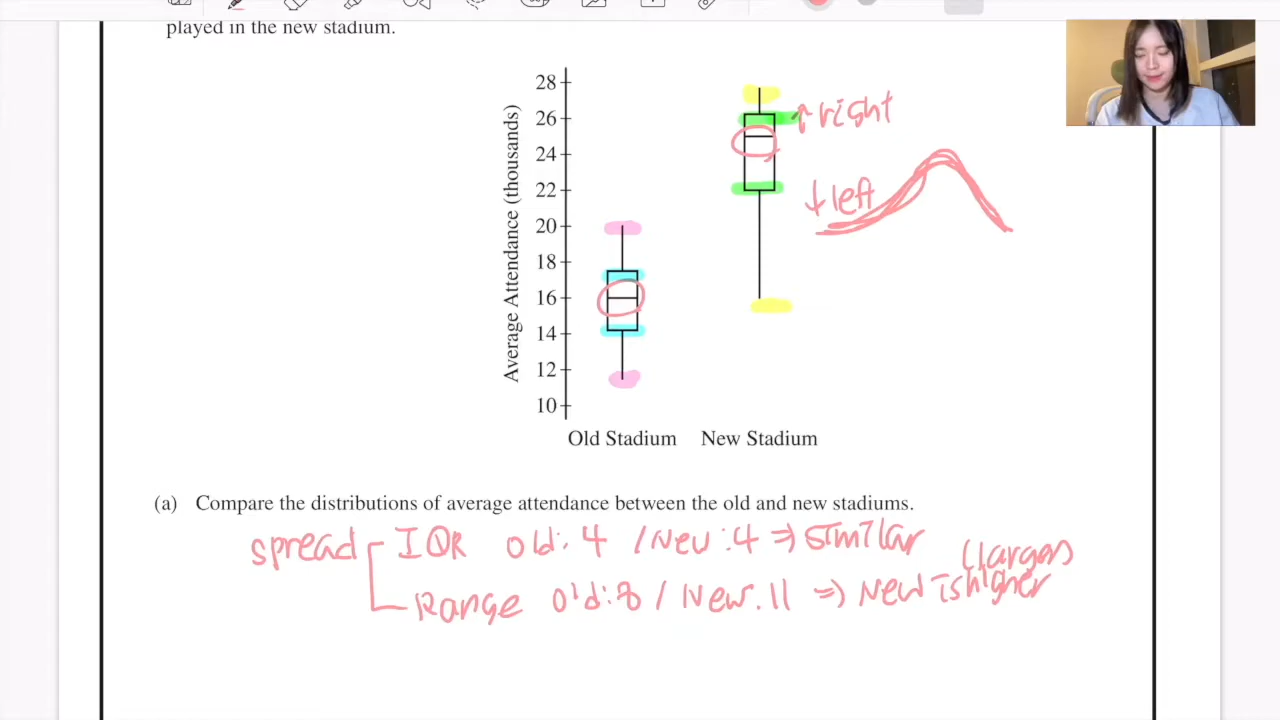 played in the new stadium.
28
26
24
22
20
18
16
14
12
10
Average Attendance (thousands)
↑ right
↓ left
Old Stadium New Stadium
(a) Compare the distributions of average attendance between the old and new stadiums.
spread IQR old: 4 / New: 4 => similar
(larger)
Range old: 8 / New: 11 => New is higher